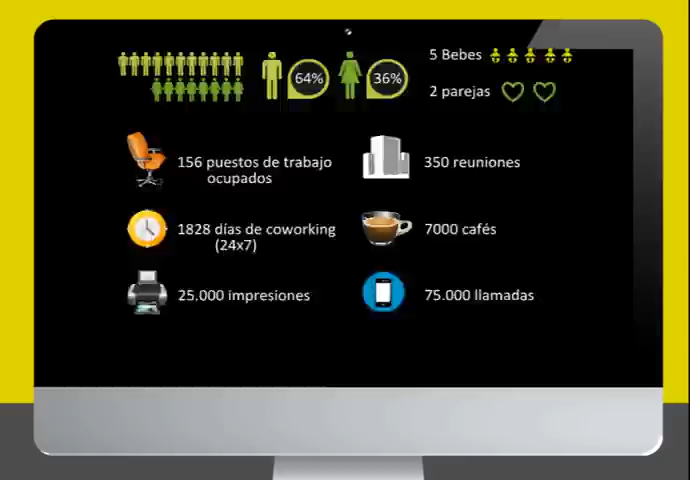 64%
36%
5 Bebes
2 parejas
156 puestos de trabajo
ocupados
350 reuniones
1828 días de coworking
(24x7)
7000 cafés
25.000 impresiones
75.000 llamadas